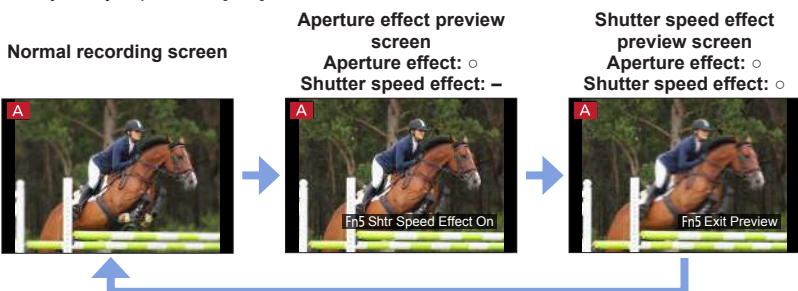 Normal recording screen
Aperture effect preview
screen
Aperture effect: ○
Shutter speed effect: –
Shutter speed effect
preview screen
Aperture effect: ○
Shutter speed effect: ○
A
A
Fn5 Shtr Speed Effect On
A
Fn5 Exit Preview